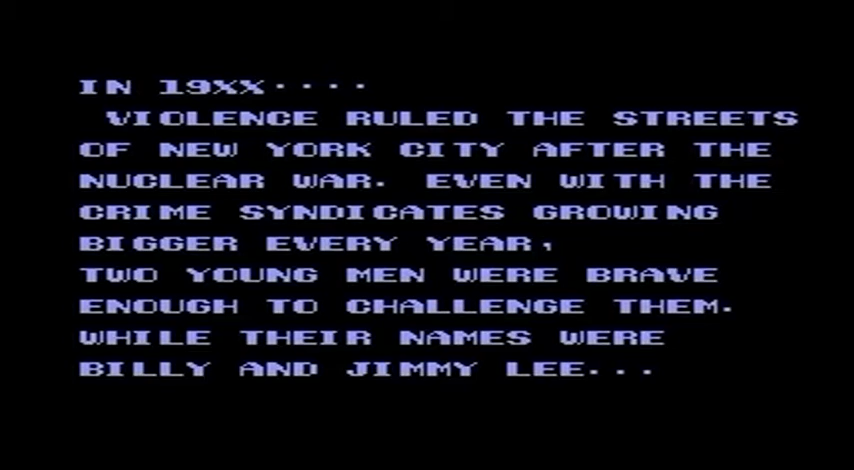 IN 19XX····
VIOLENCE RULED THE STREETS
OF NEW YORK CITY AFTER THE
NUCLEAR WAR. EVEN WITH THE
CRIME SYNDICATES GROWING
BIGGER EVERY YEAR,
TWO YOUNG MEN WERE BRAVE
ENOUGH TO CHALLENGE THEM.
WHILE THEIR NAMES WERE
BILLY AND JIMMY LEE...